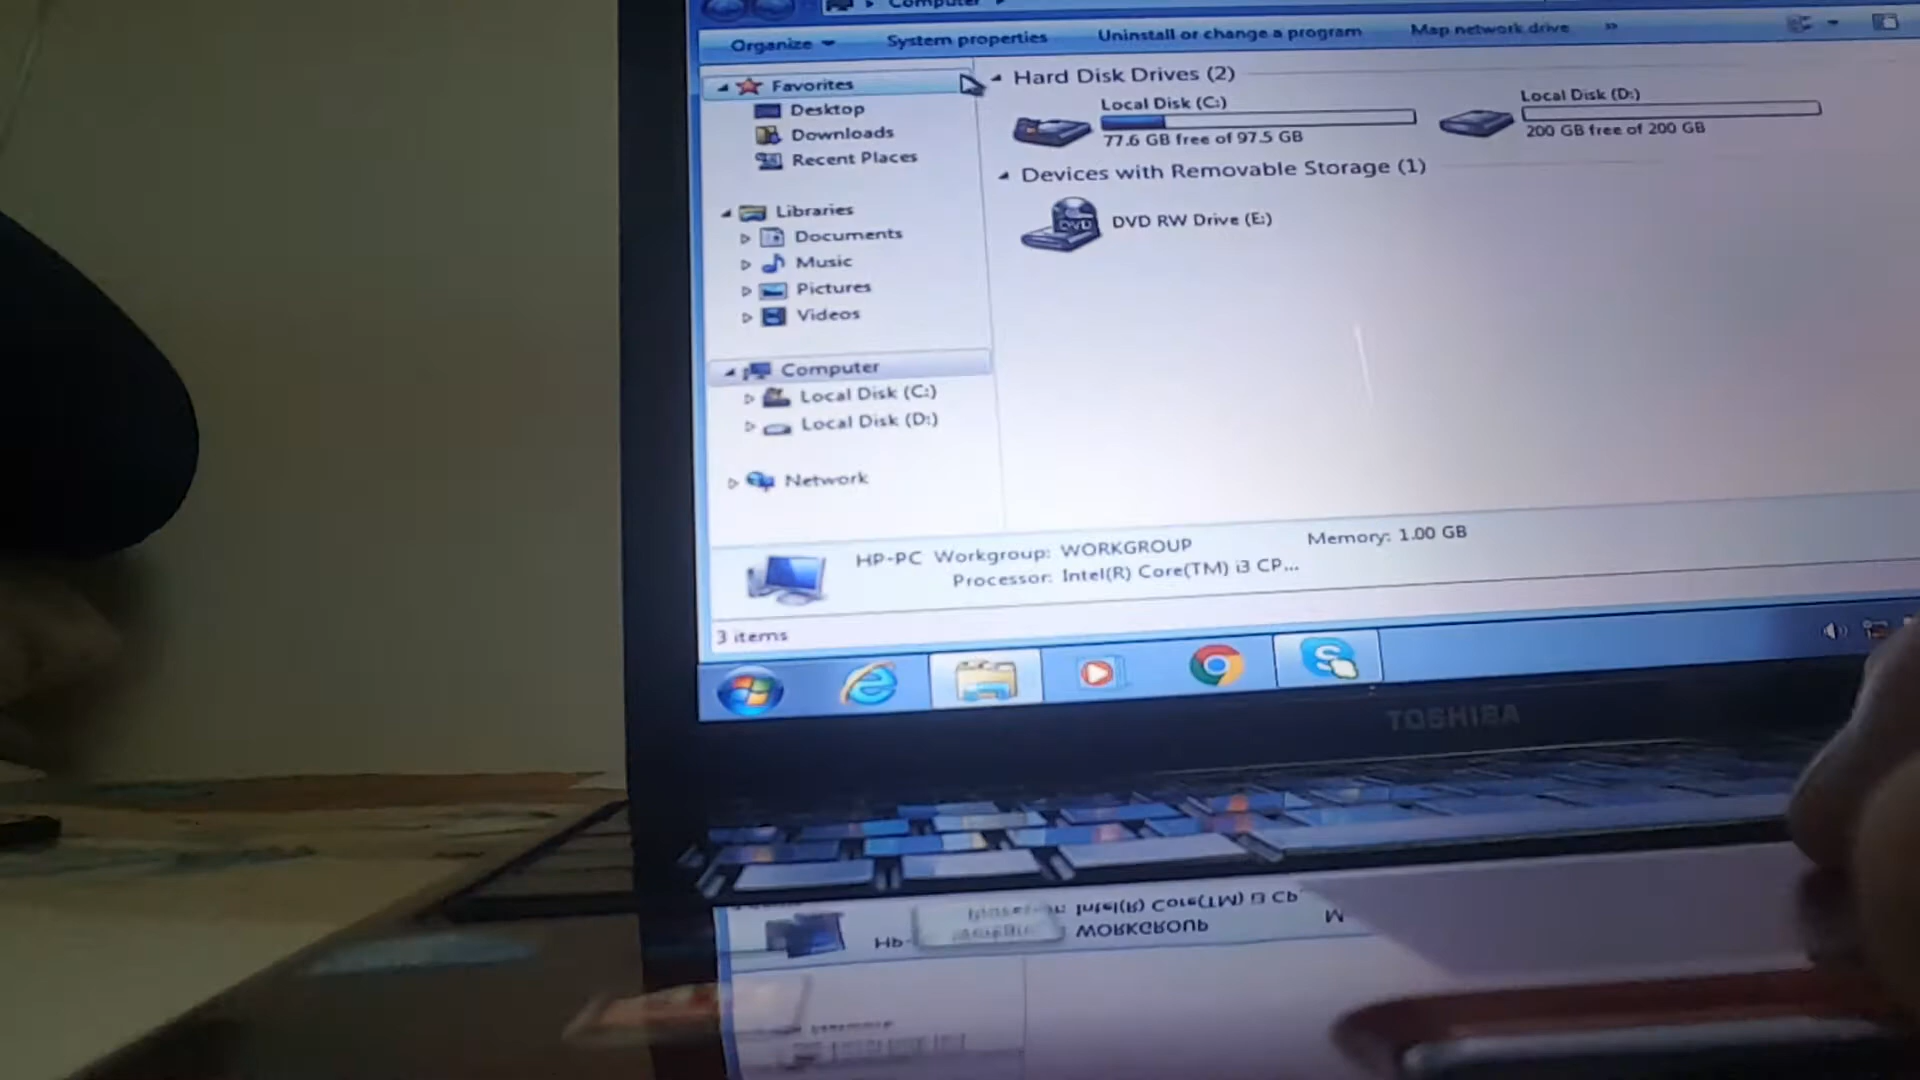 Computer
Organize
System properties
Uninstall or change a program
Map network drive
»
Favorites
Desktop
Downloads
Recent Places
Libraries
Documents
Music
Pictures
Videos
Computer
Local Disk (C:)
Local Disk (D:)
Network
Hard Disk Drives (2)
Local Disk (C:)
77.6 GB free of 97.5 GB
Local Disk (D:)
200 GB free of 200 GB
Devices with Removable Storage (1)
DVD
DVD RW Drive (E:)
HP-PC Workgroup: WORKGROUP
Memory: 1.00 GB
Processor: Intel(R) Core(TM) i3 CP...
3 items
TOSHIBA